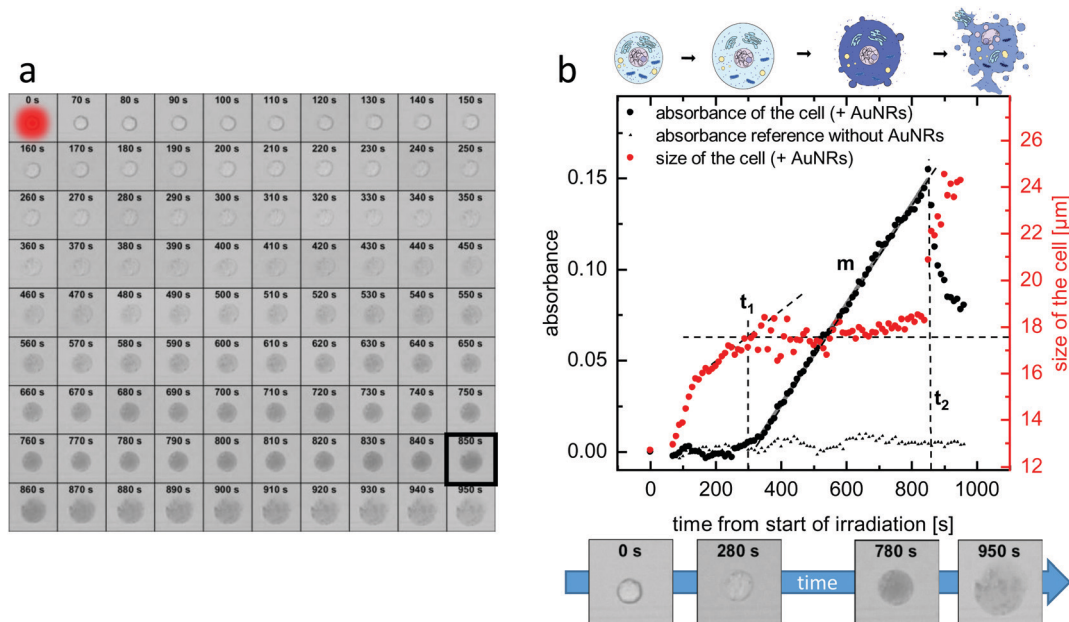 a
0 s 70 s 80 s 90 s 100 s 110 s 120 s 130 s 140 s 150 s
160 s 170 s 180 s 190 s 200 s 210 s 220 s 230 s 240 s 250 s
260 s 270 s 280 s 290 s 300 s 310 s 320 s 330 s 340 s 350 s
360 s 370 s 380 s 390 s 400 s 410 s 420 s 430 s 440 s 450 s
460 s 470 s 480 s 490 s 500 s 510 s 520 s 530 s 540 s 550 s
560 s 570 s 580 s 590 s 600 s 610 s 620 s 630 s 640 s 650 s
660 s 670 s 680 s 690 s 700 s 710 s 720 s 730 s 740 s 750 s
760 s 770 s 780 s 790 s 800 s 810 s 820 s 830 s 840 s 850 s
860 s 870 s 880 s 890 s 900 s 910 s 920 s 930 s 940 s 950 s
b
absorbance of the cell (+ AuNRs)
absorbance reference without AuNRs
size of the cell (+ AuNRs)
absorbance
0.15
0.10
0.05
0.00
m
t1
t2
26
24
22
20
18
16
14
12
size of the cell [μm]
0 200 400 600 800 1000
time from start of irradiation [s]
0 s 280 s 780 s 950 s
time